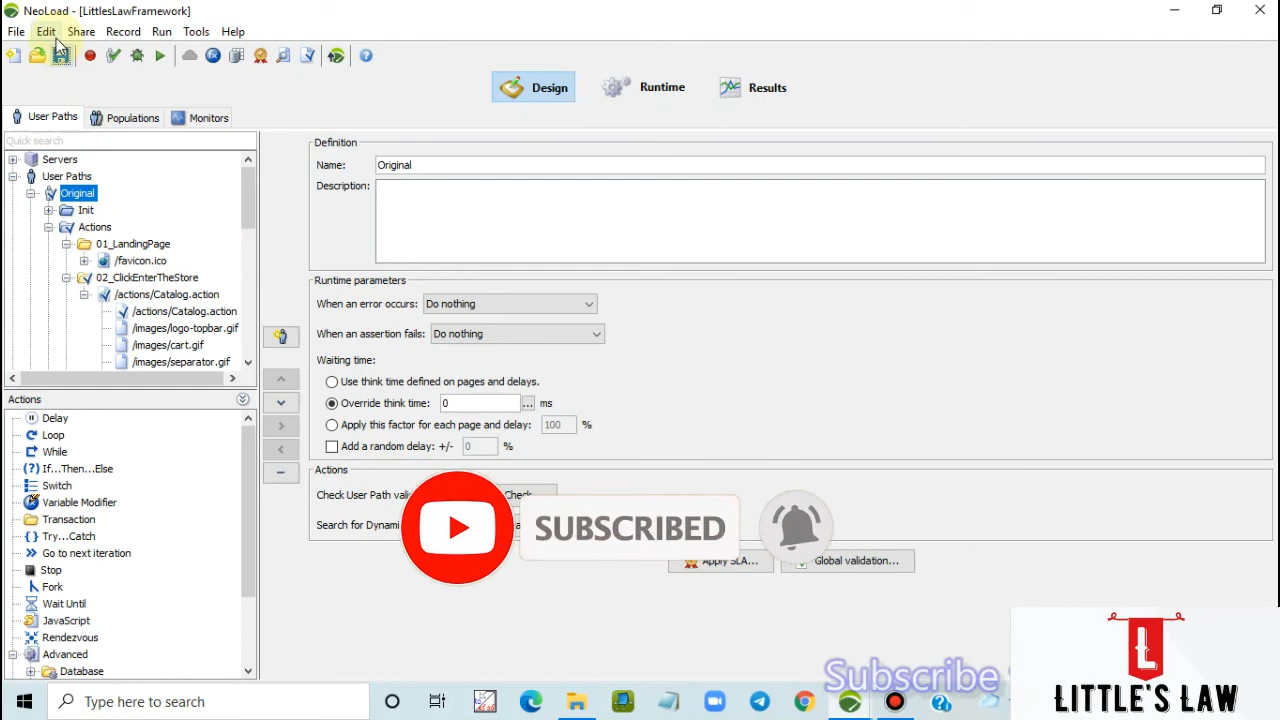 NeoLoad - [LittlesLawFramework]
File Edit Share Record Run Tools Help
Design Runtime Results
User Paths Populations Monitors
Quick search
Servers
User Paths
Original
Init
Actions
01_LandingPage
/favicon.ico
02_ClickEnterTheStore
/actions/Catalog.action
/actions/Catalog.action
/images/logo-topbar.gif
/images/cart.gif
/images/separator.gif
Actions
Delay
Loop
While
If...Then...Else
Switch
Variable Modifier
Transaction
Try...Catch
Go to next iteration
Stop
Fork
Wait Until
JavaScript
Rendezvous
Advanced
Database
Definition
Name: Original
Description:
Runtime parameters
When an error occurs: Do nothing
When an assertion fails: Do nothing
Waiting time:
Use think time defined on pages and delays.
Override think time: 0 ... ms
Apply this factor for each page and delay: 100 %
Add a random delay: +/- 0 %
Actions
Check User Path Check
Search for
SUBSCRIBED
Apply SLA... Global validation...
Subscribe
L
LITTLE'S LAW
Type here to search